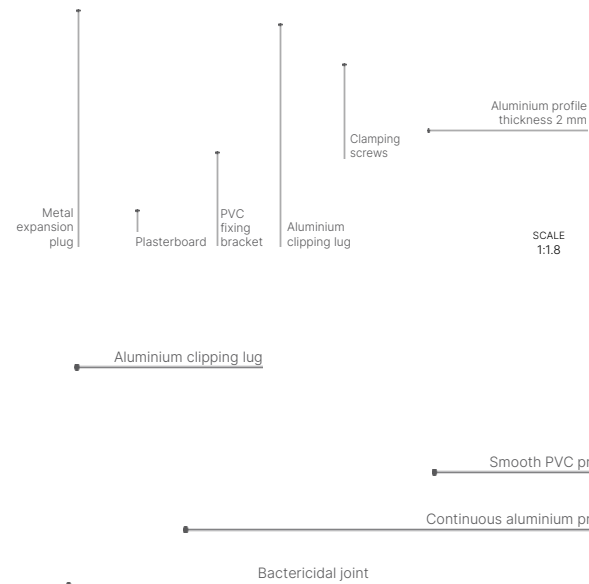 Aluminium profile
thickness 2 mm
Clamping
screws
Metal
expansion
plug
Plasterboard
PVC
fixing
bracket
Aluminium
clipping lug
SCALE
1:1.8
Aluminium clipping lug
Smooth PVC pr
Continuous aluminium pr
Bactericidal joint